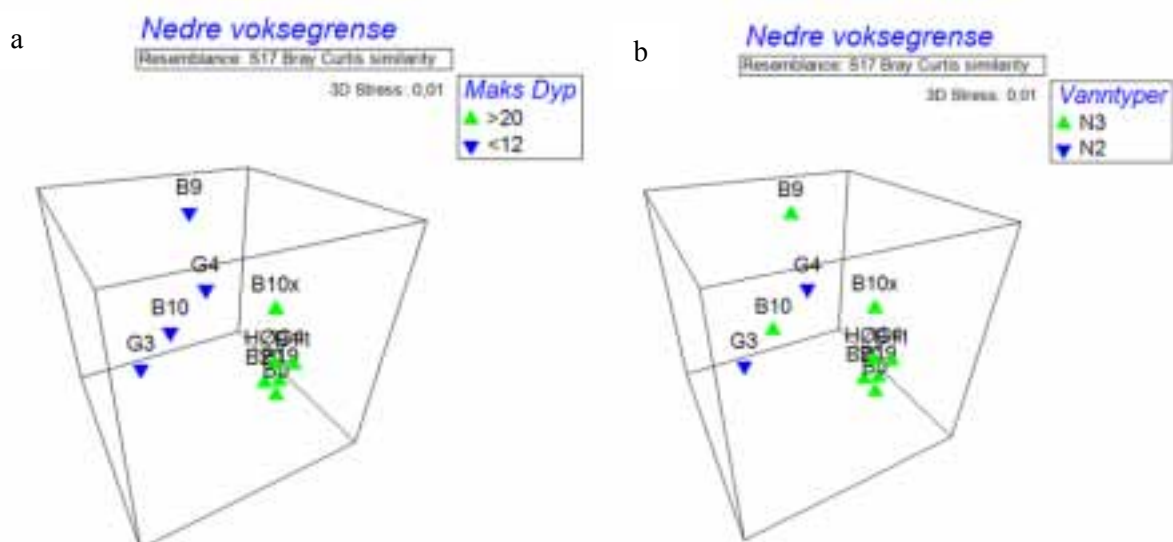 a
Nedre voksegrense
Resemblance: S17 Bray Curtis similarity
3D Stress: 0,01
Maks Dyp
>20
<12
B9
G4
B10x
B10
G3
b
Nedre voksegrense
Resemblance: S17 Bray Curtis similarity
3D Stress: 0,01
Vanntyper
N3
N2
B9
G4
B10x
B10
G3